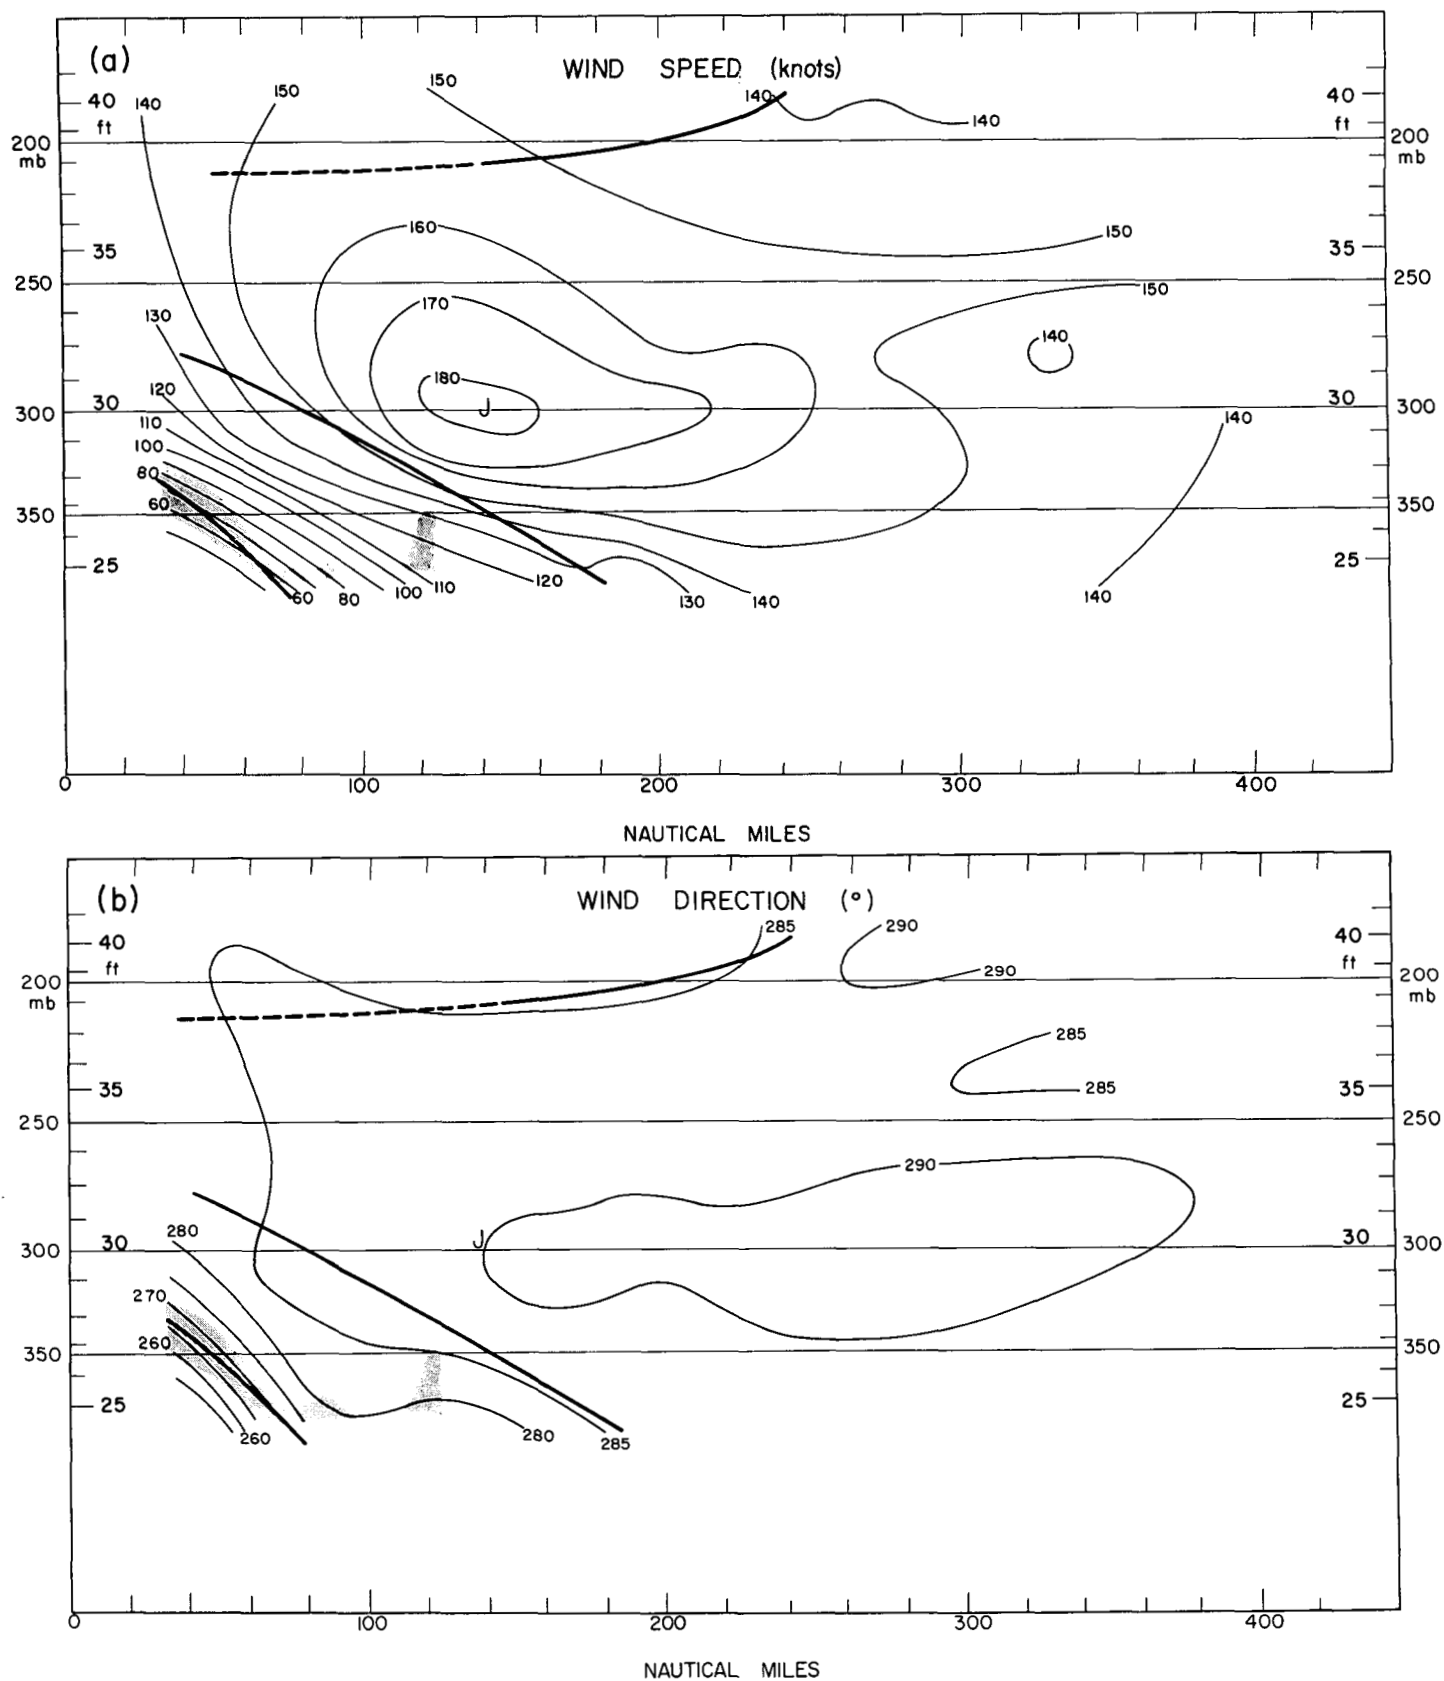 (a) WIND SPEED (knots)
150
150
140 140
40 140 40
ft 140 ft
200 200
mb mb
160
35 150 35
250 250
150
170
130
140
180
120 30 J 30
300 300
110 140
100
80
60
350 350
25 25
120
60 80 100 110 130 140 140
0 100 200 300 400
NAUTICAL MILES
(b) WIND DIRECTION (°)
285 290
40 40
ft ft
290
200 200
mb mb
285
35 285 35
250 250
290
280 J
30 30
300 300
270
260
350 350
25 25
260 280 285
0 100 200 300 400
NAUTICAL MILES